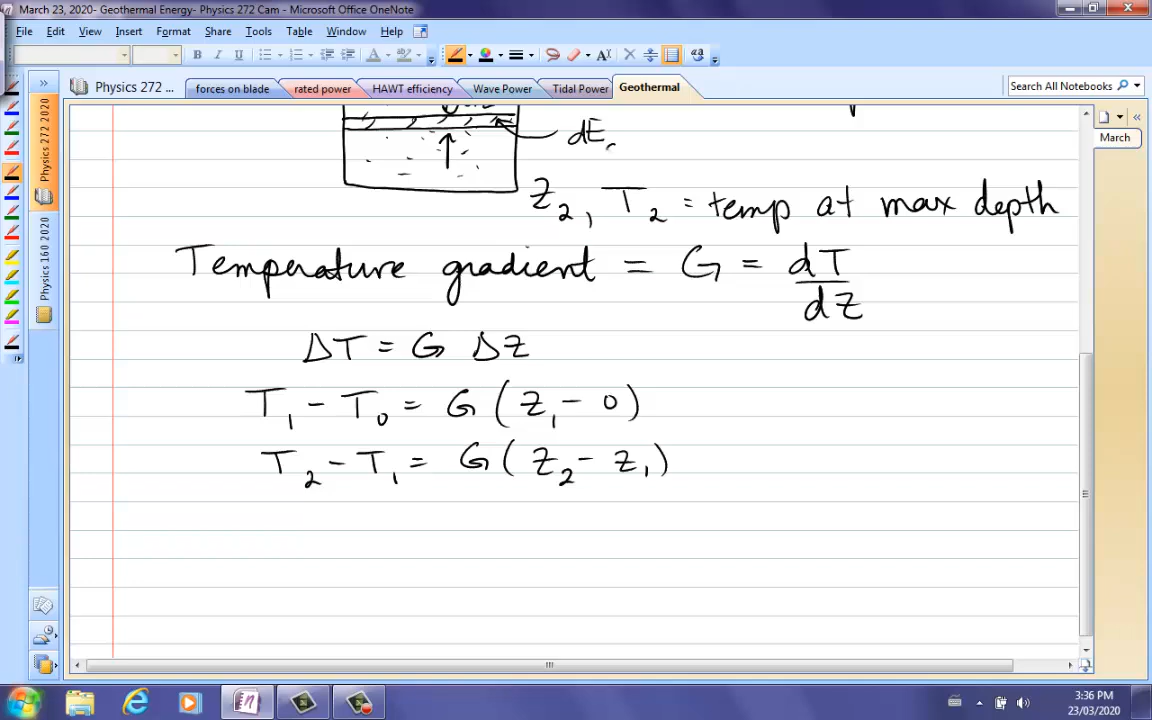 March 23, 2020- Geothermal Energy- Physics 272 Cam - Microsoft Office OneNote
File Edit View Insert Format Share Tools Table Window Help
B I U A ab
Physics 272 ... forces on blade rated power HAWT efficiency Wave Power Tidal Power Geothermal Search All Notebooks
March
Physics 272 2020
Physics 160 2020
dE
Z₂, T₂ = temp at max depth
Temperature gradient = G = dT
dZ
ΔT = G ΔZ
T₁ - T₀ = G(Z₁ - 0)
T₂ - T₁ = G(Z₂ - Z₁)
3:36 PM
23/03/2020